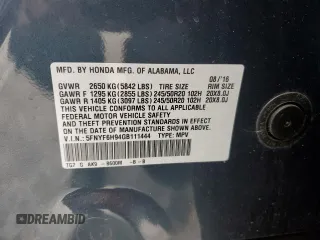 MFD. BY HONDA MFG. OF ALABAMA, LLC
08/16
GVWR 2650 KG (5842 LBS) TIRE SIZE RIM SIZE
GAWR F 1295 KG (2855 LBS) 245/50R20 102H 20X8.0J
GAWR R 1405 KG (3097 LBS) 245/50R20 102H 20X8.0J
THIS VEHICLE CONFORMS TO ALL APPLICABLE
FEDERAL MOTOR VEHICLE SAFETY AND
THEFT PREVENTION STANDARDS IN EFFECT ON
THE DATE OF MANUFACTURE SHOWN ABOVE.
V.I.N.: 5FNYF6H94GB111444 TYPE: MPV
TG7
AutoBidMaster